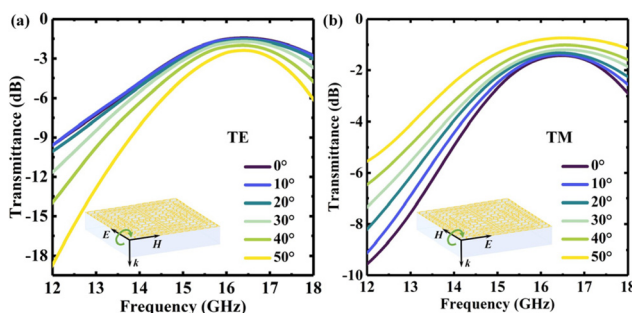 (a)
0
-3
-6
-9
-12
-15
-18
Transmittance (dB)
TE
0°
10°
20°
30°
40°
50°
E
H
k
12 13 14 15 16 17 18
Frequency (GHz)
(b)
0
-2
-4
-6
-8
-10
Transmittance (dB)
TM
0°
10°
20°
30°
40°
50°
H
E
k
12 13 14 15 16 17 18
Frequency (GHz)